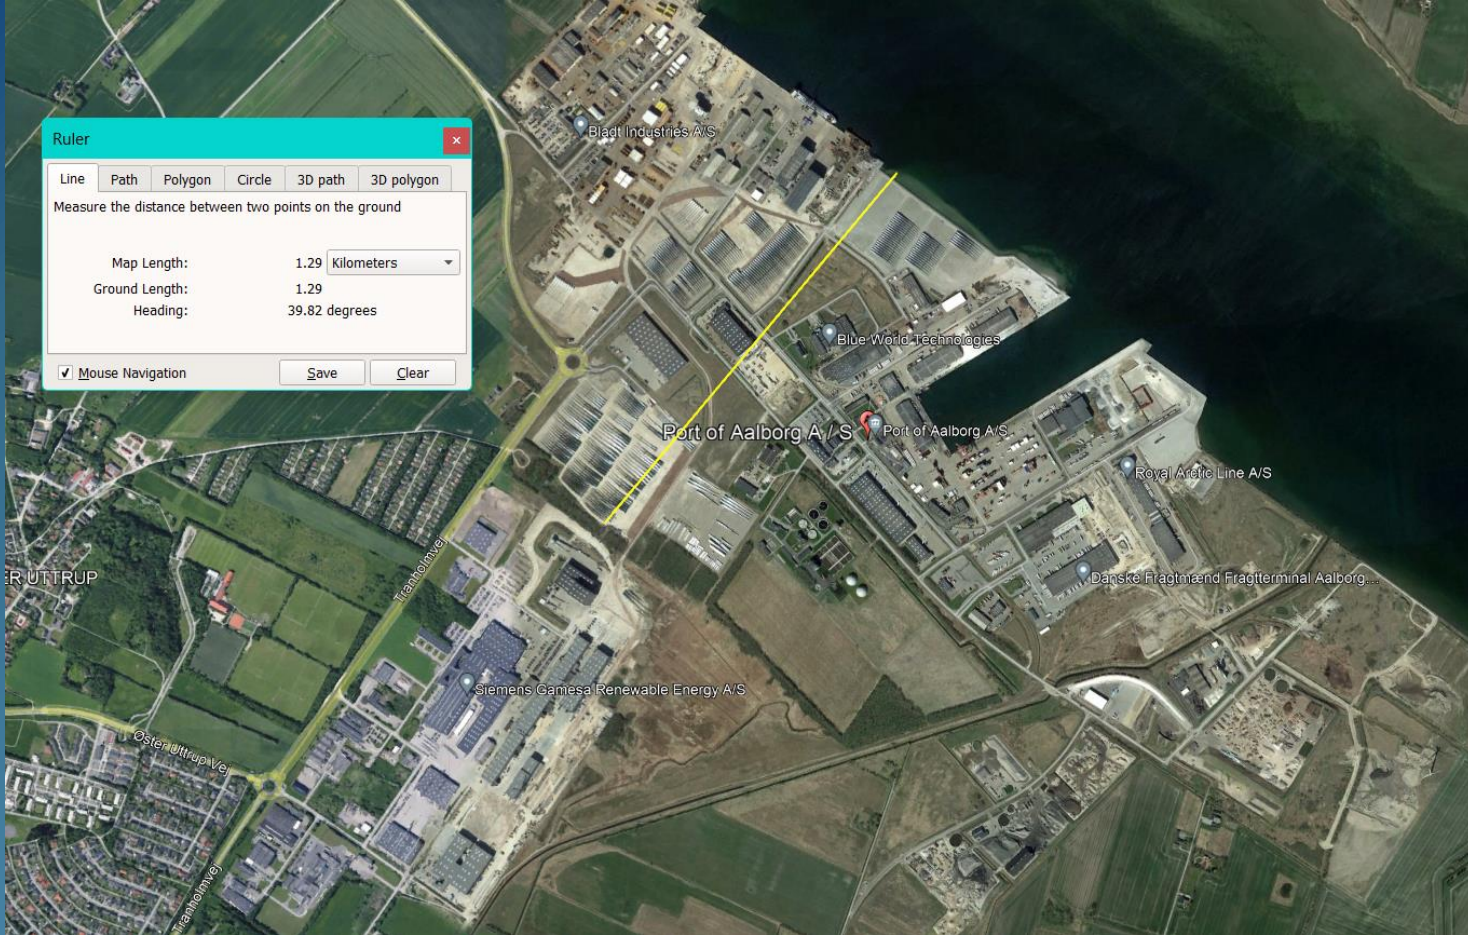 Ruler
Line Path Polygon Circle 3D path 3D polygon
Measure the distance between two points on the ground
Map Length: 1.29 Kilometers
Ground Length: 1.29
Heading: 39.82 degrees
Mouse Navigation Save Clear
Bladt Industries A/S
Blue World Technologies
Port of Aalborg A / S
Port of Aalborg A/S
Royal Arctic Line A/S
Danske Fragtmænd Fragtterminal Aalborg...
ER UTTRUP
Tranholmvej
Siemens Gamesa Renewable Energy A/S
Øster Uttrup Vej
Tranholmvej